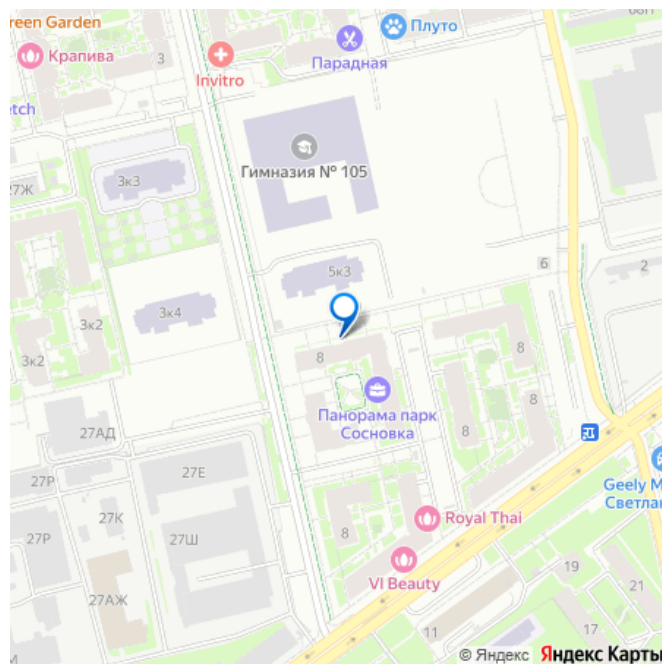 68П
reen Garden
Плуто
Крапива
3
Парадная
Invitro
etch
Гимназия № 105
27Ж
3к3
5к3
6
2
3к4
3к2
3к2
8
8
8
Панорама парк
Сосновка
8
27АД
27Е
27Р
Geely М
Светла
27К
Royal Thai
27Р
27Ш
8
VI Beauty
19
21
27АЖ
11
17
М
© Яндекс Яндекс Карты